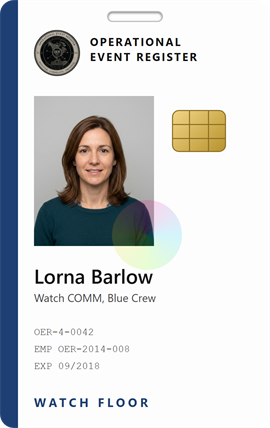 OPERATIONAL
EVENT REGISTER
Lorna Barlow
Watch COMM, Blue Crew
OER-4-0042
EMP OER-2014-008
EXP 09/2018
WATCH FLOOR